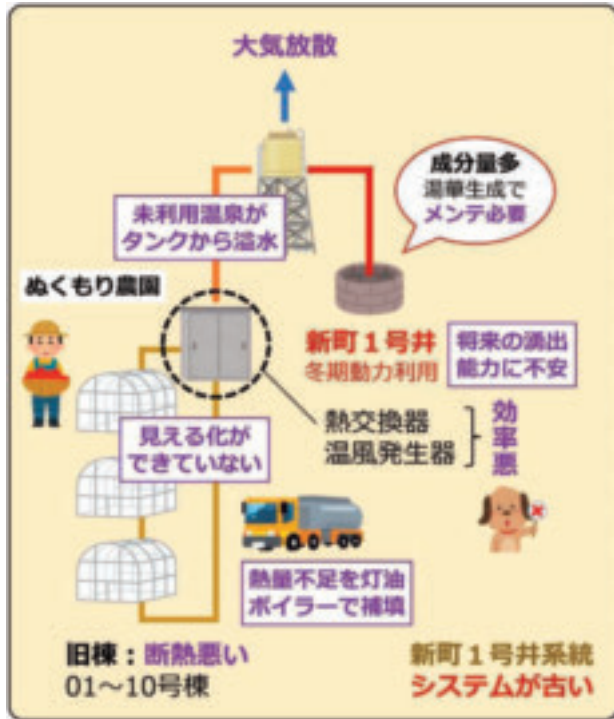 大気放散
成分量多
湯華生成で
メンテ必要
未利用温泉が
タンクから溢水
ぬくもり農園
新町1号井
冬期動力利用
将来の湧出
能力に不安
熱交換器
温風発生器
効率悪
見える化が
できていない
熱量不足を灯油
ボイラーで補填
旧棟：断熱悪い
01～10号棟
新町1号井系統
システムが古い